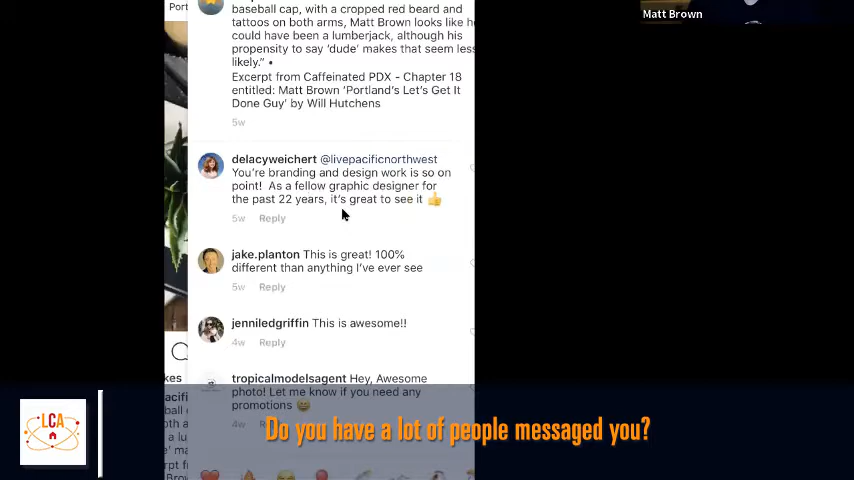 Port
baseball cap, with a cropped red beard and
tattoos on both arms, Matt Brown looks like he
could have been a lumberjack, although his
propensity to say 'dude' makes that seem less
likely." •
Excerpt from Caffeinated PDX - Chapter 18
entitled: Matt Brown 'Portland's Let's Get It
Done Guy' by Will Hutchens
5w
delacyweichert @livepacificnorthwest
You're branding and design work is so on
point! As a fellow graphic designer for
the past 22 years, it's great to see it 👍
5w Reply
jake.planton This is great! 100%
different than anything I've ever see
5w Reply
jenniledgriffin This is awesome!!
4w Reply
tropicalmodelsagent Hey, Awesome
photo! Let me know if you need any
promotions 😄
4w Reply
kes
Matt Brown
LCA
Do you have a lot of people messaged you?